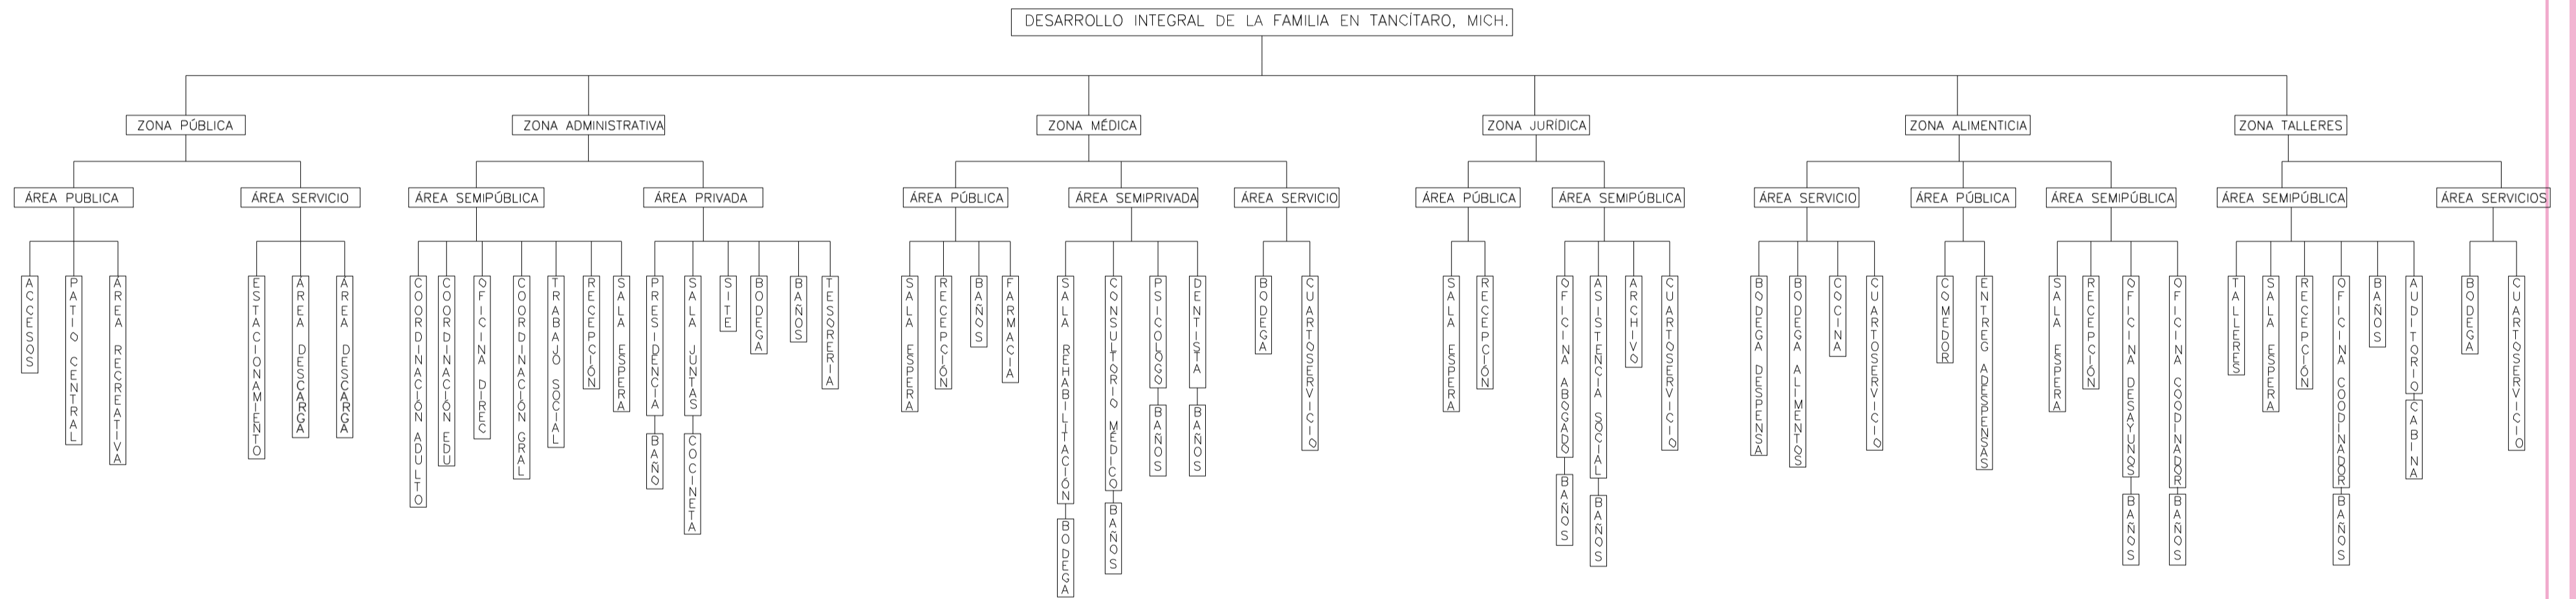 DESARROLLO INTEGRAL DE LA FAMILIA EN TANCÍTARO, MICH.
ZONA PÚBLICA
ZONA ADMINISTRATIVA
ZONA MÉDICA
ZONA JURÍDICA
ZONA ALIMENTICIA
ZONA TALLERES
ÁREA PUBLICA
ÁREA SERVICIO
ÁREA SEMIPÚBLICA
ÁREA PRIVADA
ÁREA PÚBLICA
ÁREA SEMIPRIVADA
ÁREA SERVICIO
ÁREA PÚBLICA
ÁREA SEMIPÚBLICA
ÁREA SERVICIO
ÁREA PÚBLICA
ÁREA SEMIPÚBLICA
ÁREA SEMIPÚBLICA
ÁREA SERVICIOS
ACCESOS
PATIO CENTRAL
ÁREA RECREATIVA
ESTACIONAMIENTO
ÁREA DESCARGA
ÁREA DESCARGA
COORDINACIÓN ADULTO
COORDINACIÓN EDU
OFICINA DIREC
COORDINACIÓN GRAL
TRABAJO SOCIAL
RECEPCIÓN
SALA ESPERA
PRESIDENCIA
BAÑO
SALA JUNTAS
COCINETA
SITE
BODEGA
BAÑOS
TESORERIA
SALA ESPERA
RECEPCIÓN
BAÑOS
FARMACIA
SALA REHABILITACIÓN
BODEGA
CONSULTORIO MÉDICO
BAÑOS
PSICOLOGO
BAÑOS
DENTISTA
BAÑOS
BODEGA
CUARTOSERVICIO
SALA ESPERA
RECEPCIÓN
OFICINA ABOGADO
BAÑOS
ASISTENCIA SOCIAL
BAÑOS
ARCHIVO
CUARTOSERVICIO
BODEGA DESPENSA
BODEGA ALIMENTOS
COCINA
CUARTOSERVICIO
COMEDOR
ENTREG ADESPENSAS
SALA ESPERA
RECEPCIÓN
OFICINA DESAYUNOS
BAÑOS
OFICINA COODINADOR
BAÑOS
TALLERES
SALA ESPERA
RECEPCIÓN
OFICINA COODINADOR
BAÑOS
BAÑOS
AUDITORIO
CABINA
BODEGA
CUARTOSERVICIO